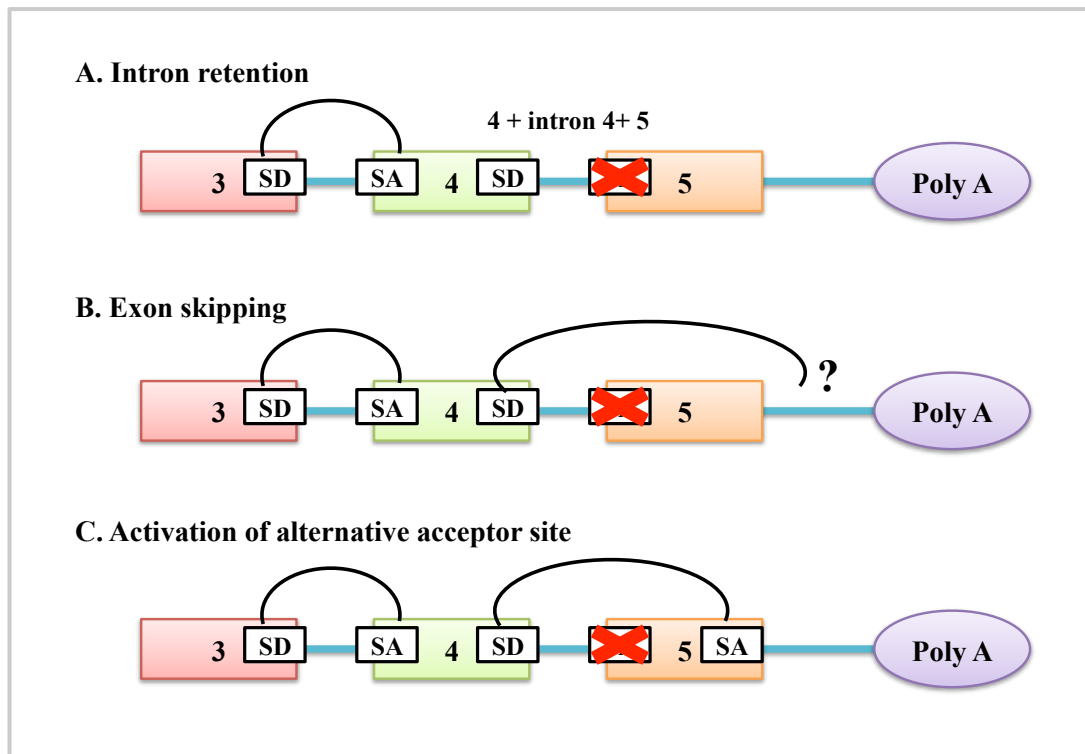 A. Intron retention
4 + intron 4+ 5
3 SD SA 4 SD 5 Poly A
B. Exon skipping
?
3 SD SA 4 SD 5 Poly A
C. Activation of alternative acceptor site
3 SD SA 4 SD 5 SA Poly A